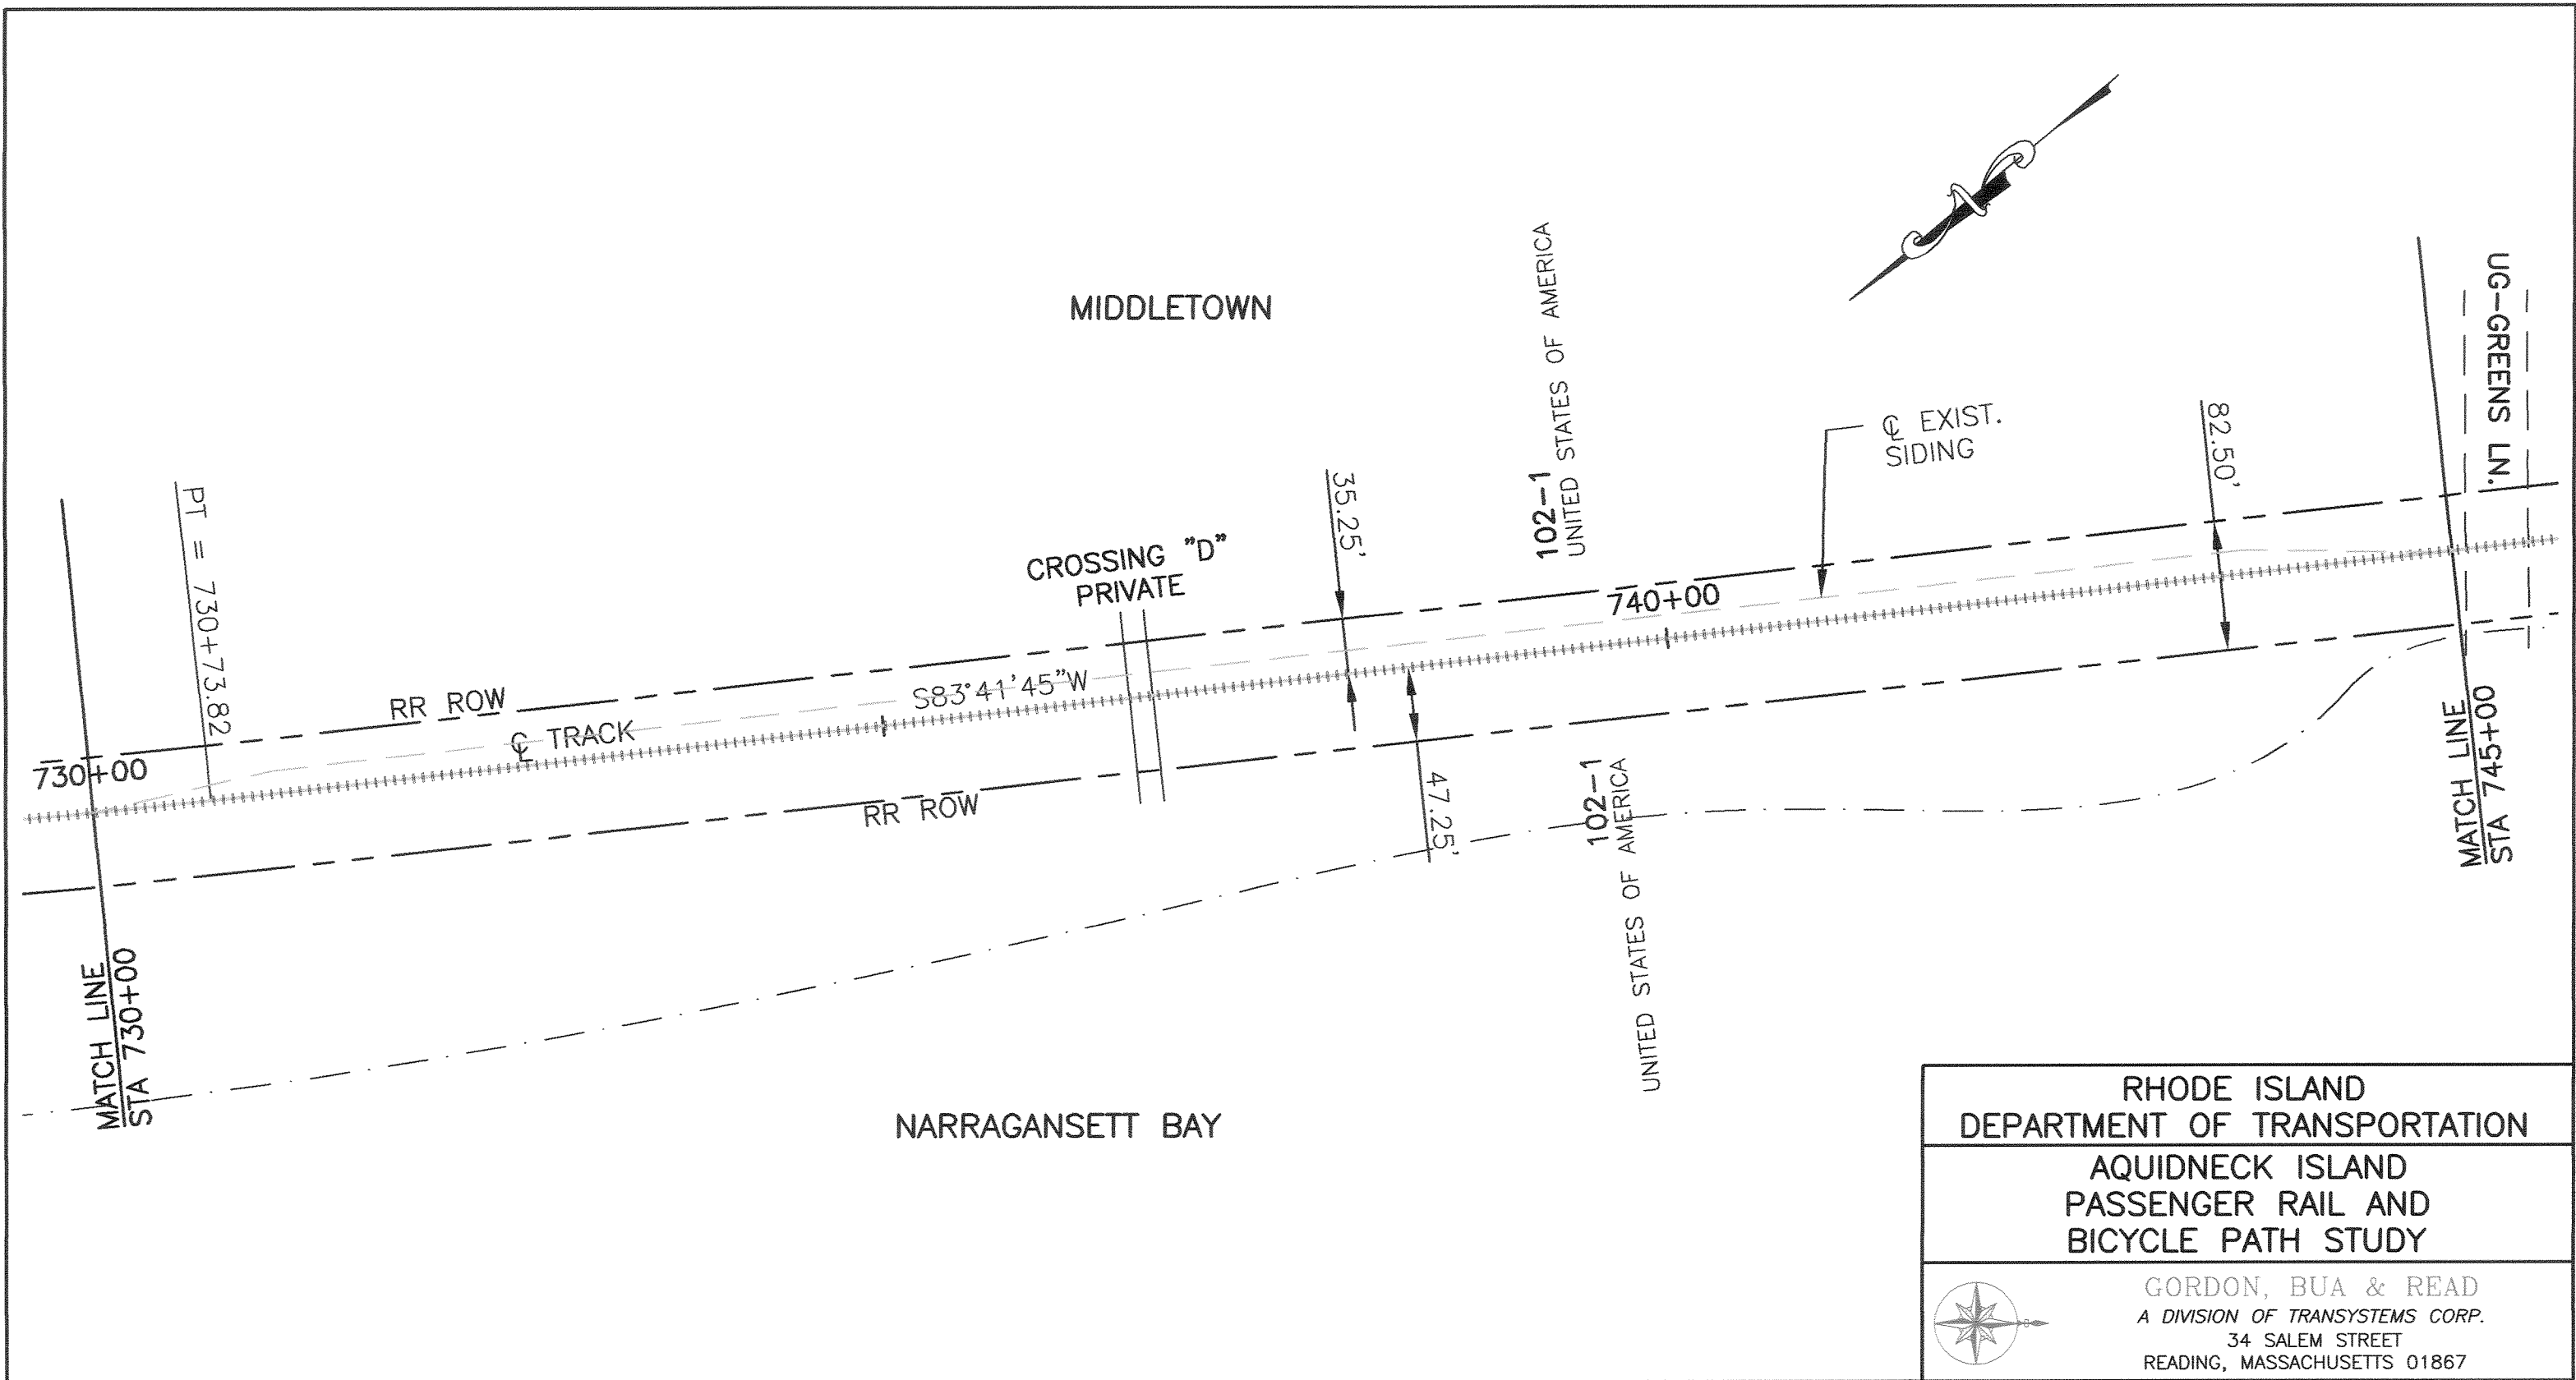 MIDDLETOWN
102-1
UNITED STATES OF AMERICA
UG-GREENS LN.
℄ EXIST.
SIDING
82.50'
35.25'
PT = 730+73.82
CROSSING "D"
PRIVATE
740+00
RR ROW
S83°41'45"W
℄ TRACK
730+00
RR ROW
47.25'
102-1
UNITED STATES OF AMERICA
MATCH LINE
STA 745+00
MATCH LINE
STA 730+00
NARRAGANSETT BAY
RHODE ISLAND
DEPARTMENT OF TRANSPORTATION
AQUIDNECK ISLAND
PASSENGER RAIL AND
BICYCLE PATH STUDY
GORDON, BUA & READ
A DIVISION OF TRANSYSTEMS CORP.
34 SALEM STREET
READING, MASSACHUSETTS 01867